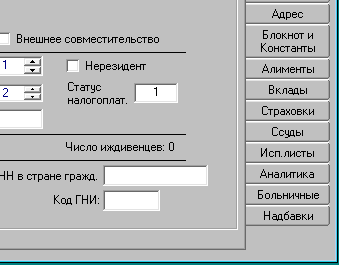 Адрес
Внешнее совместительство
Блокнот и
Константы
1
Нерезидент
Алименты
2
Статус
налогоплат.
1
Вклады
Страховки
Число иждивенцев: 0
Ссуды
НН в стране гражд.
Исп.листы
Аналитика
Код ГНИ:
Больничные
Надбавки